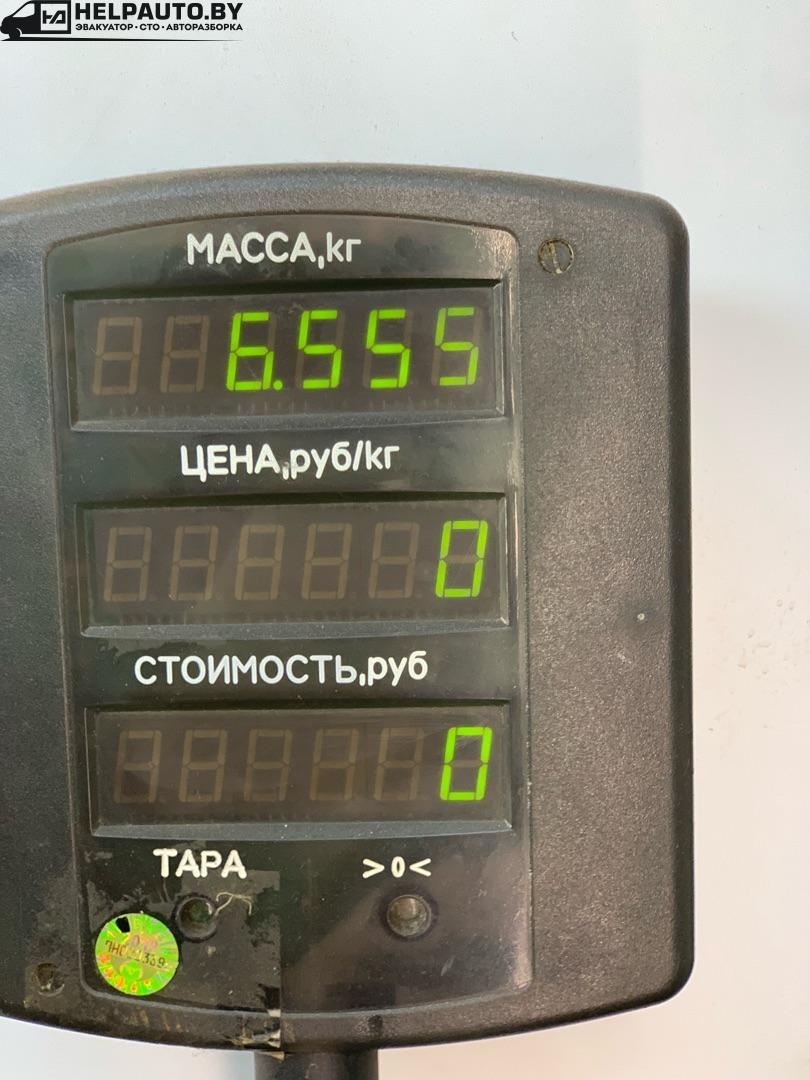 HELPAUTO.BY
ЭВАКУАТОР • СТО • АВТОРАЗБОРКА
МАССА,кг
6.555
ЦЕНА,руб/кг
0
СТОИМОСТЬ,руб
0
ТАРА >0<